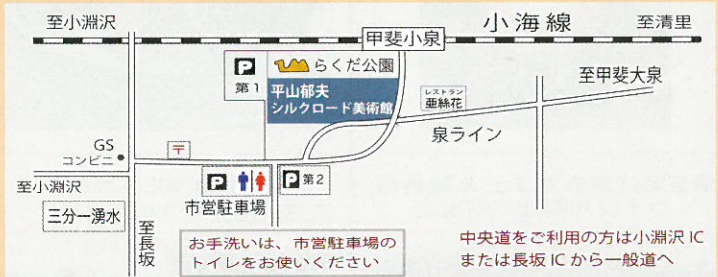 至小淵沢
小海線
至清里
甲斐小泉
P
第1
らくだ公園
平山郁夫
シルクロード美術館
レストラン
亜絲花
至甲斐大泉
泉ライン
GS
コンビニ
〒
至小淵沢
三分一湧水
至長坂
P
市営駐車場
P 第2
お手洗いは、市営駐車場の
トイレをお使いください
中央道をご利用の方は小淵沢 IC
または長坂 IC から一般道へ